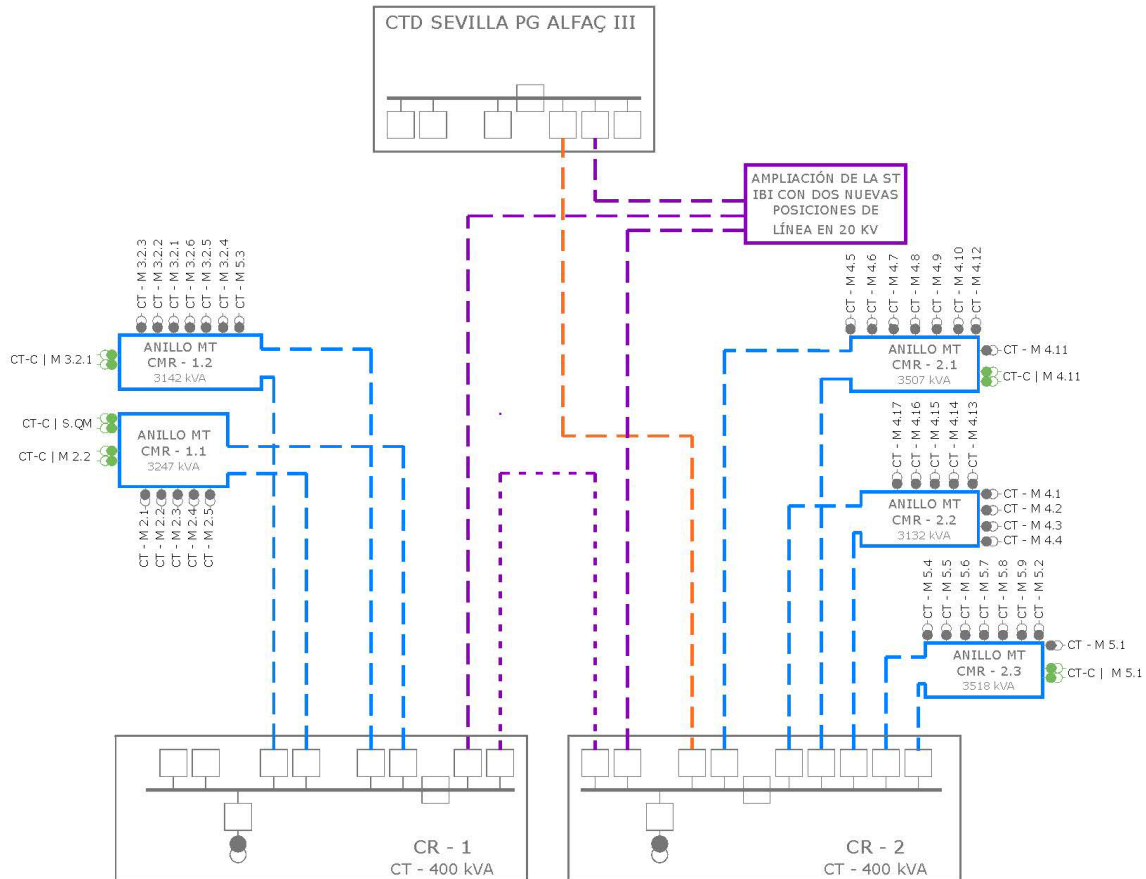 CTD SEVILLA PG ALFAÇ III
AMPLIACIÓN DE LA ST
IBI CON DOS NUEVAS
POSICIONES DE
LÍNEA EN 20 KV
CT - M 3.2.3
CT - M 3.2.2
CT - M 3.2.1
CT - M 3.2.6
CT - M 3.2.5
CT - M 3.2.4
CT - M 5.3
CT-C | M 3.2.1
ANILLO MT
CMR - 1.2
3142 kVA
CT-C | S.QM
CT-C | M 2.2
ANILLO MT
CMR - 1.1
3247 kVA
CT - M 2.1
CT - M 2.2
CT - M 2.3
CT - M 2.4
CT - M 2.5
CT - M 4.5
CT - M 4.6
CT - M 4.7
CT - M 4.8
CT - M 4.9
CT - M 4.10
CT - M 4.12
ANILLO MT
CMR - 2.1
3507 kVA
CT - M 4.11
CT-C | M 4.11
CT - M 4.17
CT - M 4.16
CT - M 4.15
CT - M 4.14
CT - M 4.13
ANILLO MT
CMR - 2.2
3132 kVA
CT - M 4.1
CT - M 4.2
CT - M 4.3
CT - M 4.4
CT - M 5.4
CT - M 5.5
CT - M 5.6
CT - M 5.7
CT - M 5.8
CT - M 5.9
CT - M 5.2
ANILLO MT
CMR - 2.3
3518 kVA
CT - M 5.1
CT-C | M 5.1
CR - 1
CT - 400 kVA
CR - 2
CT - 400 kVA